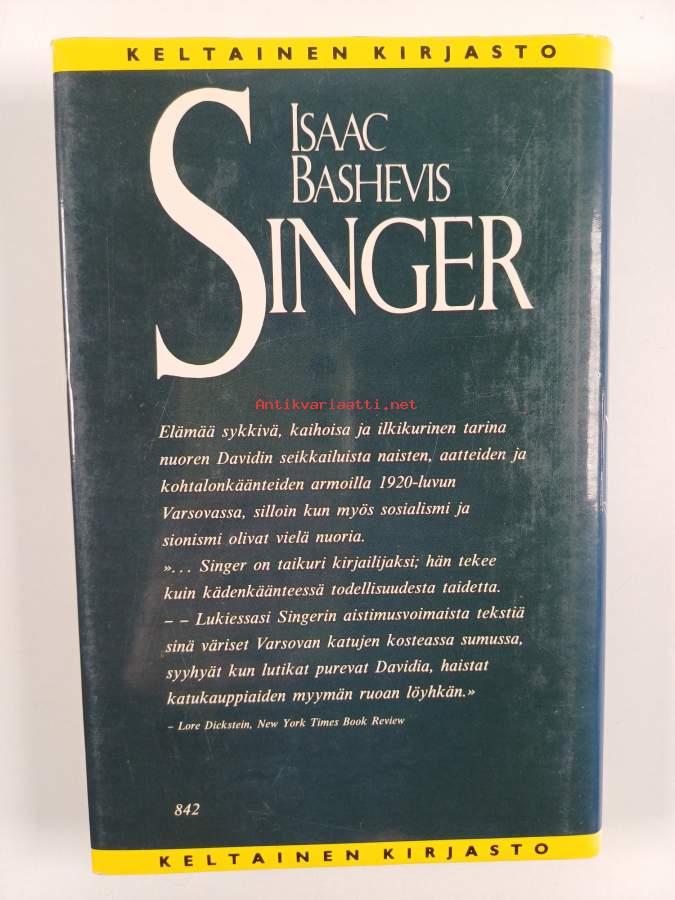 KELTAINEN KIRJASTO
ISAAC
BASHEVIS
SINGER
Antikvariaatti.net
Elämää sykkivä, kaihoisa ja ilkikurinen tarina
nuoren Davidin seikkailuista naisten, aatteiden ja
kohtalonkäänteiden armoilla 1920-luvun
Varsovassa, silloin kun myös sosialismi ja
sionismi olivat vielä nuoria.
»... Singer on taikuri kirjailijaksi; hän tekee
kuin kädenkäänteessä todellisuudesta taidetta.
– – Lukiessasi Singerin aistimusvoimaista tekstiä
sinä väriset Varsovan katujen kosteassa sumussa,
syyhyät kun lutikat purevat Davidia, haistat
katukauppiaiden myymän ruoan löyhkän.»
– Lore Dickstein, New York Times Book Review
842
KELTAINEN KIRJASTO